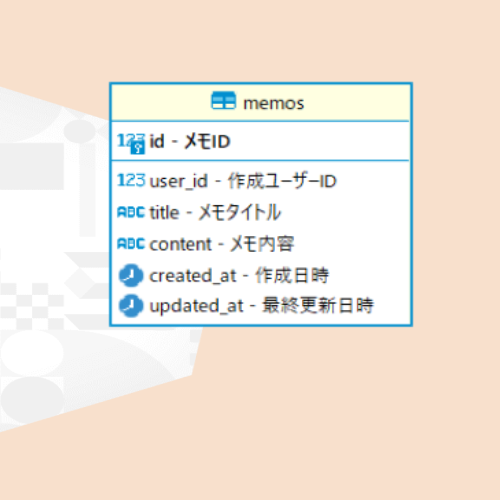 memos
123 id - メモID
123 user_id - 作成ユーザーID
ABC title - メモタイトル
ABC content - メモ内容
created_at - 作成日時
updated_at - 最終更新日時